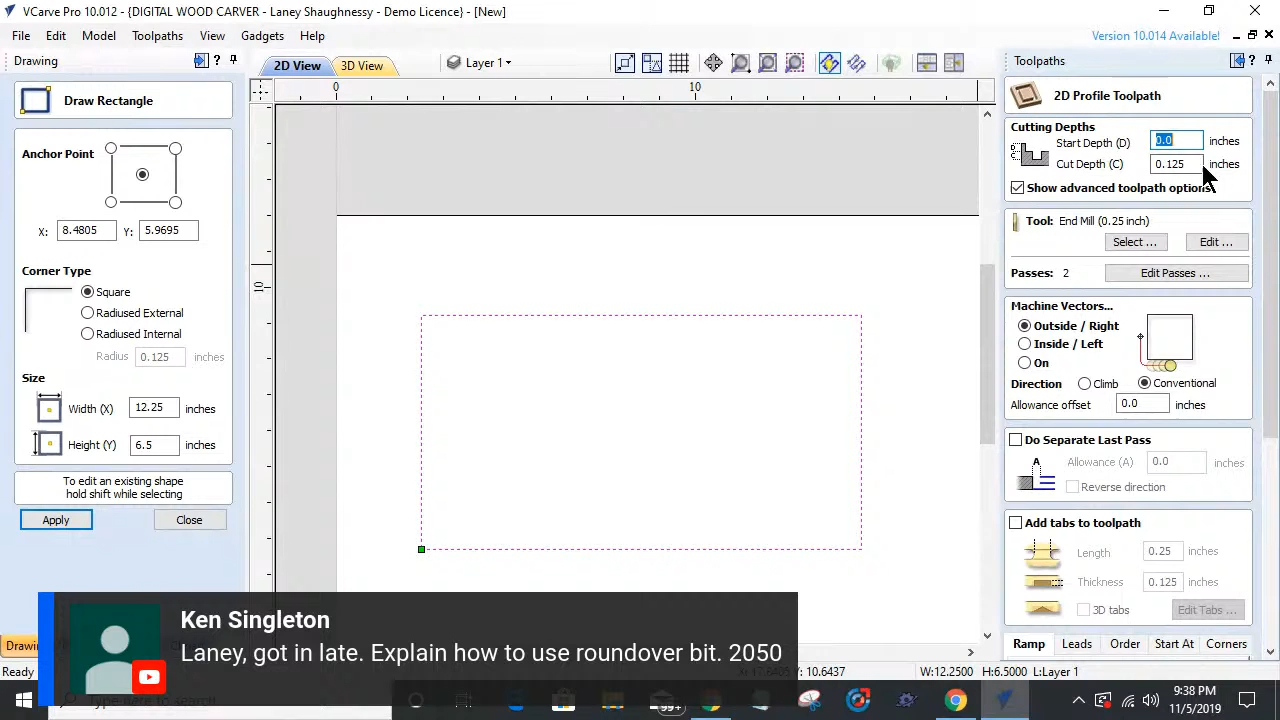 VCarve Pro 10.012 - {DIGITAL WOOD CARVER - Laney Shaughnessy - Demo Licence} - [New]
File Edit Model Toolpaths View Gadgets Help
Version 10.014 Available!
Drawing
2D View 3D View Layer 1
Toolpaths
Draw Rectangle
0 10
2D Profile Toolpath
Anchor Point
X: 8.4805 Y: 5.9695
Cutting Depths
Start Depth (D) 0.0 inches
Cut Depth (C) 0.125 inches
Show advanced toolpath options
Tool: End Mill (0.25 inch)
Select ... Edit ...
Passes: 2 Edit Passes ...
Corner Type
Square
Radiused External
Radiused Internal
Radius 0.125 inches
10
Machine Vectors...
Outside / Right
Inside / Left
On
Direction Climb Conventional
Allowance offset 0.0 inches
Size
Width (X) 12.25 inches
Height (Y) 6.5 inches
To edit an existing shape
hold shift while selecting
Apply Close
Do Separate Last Pass
A Allowance (A) 0.0 inches
Reverse direction
Add tabs to toolpath
Length 0.25 inches
Thickness 0.125 inches
3D tabs Edit Tabs ...
Ramp Leads Order Start At Corners
Ken Singleton
Laney, got in late. Explain how to use roundover bit. 2050
W:12.2500 H:6.5000 L:Layer 1
99+
9:38 PM
11/5/2019